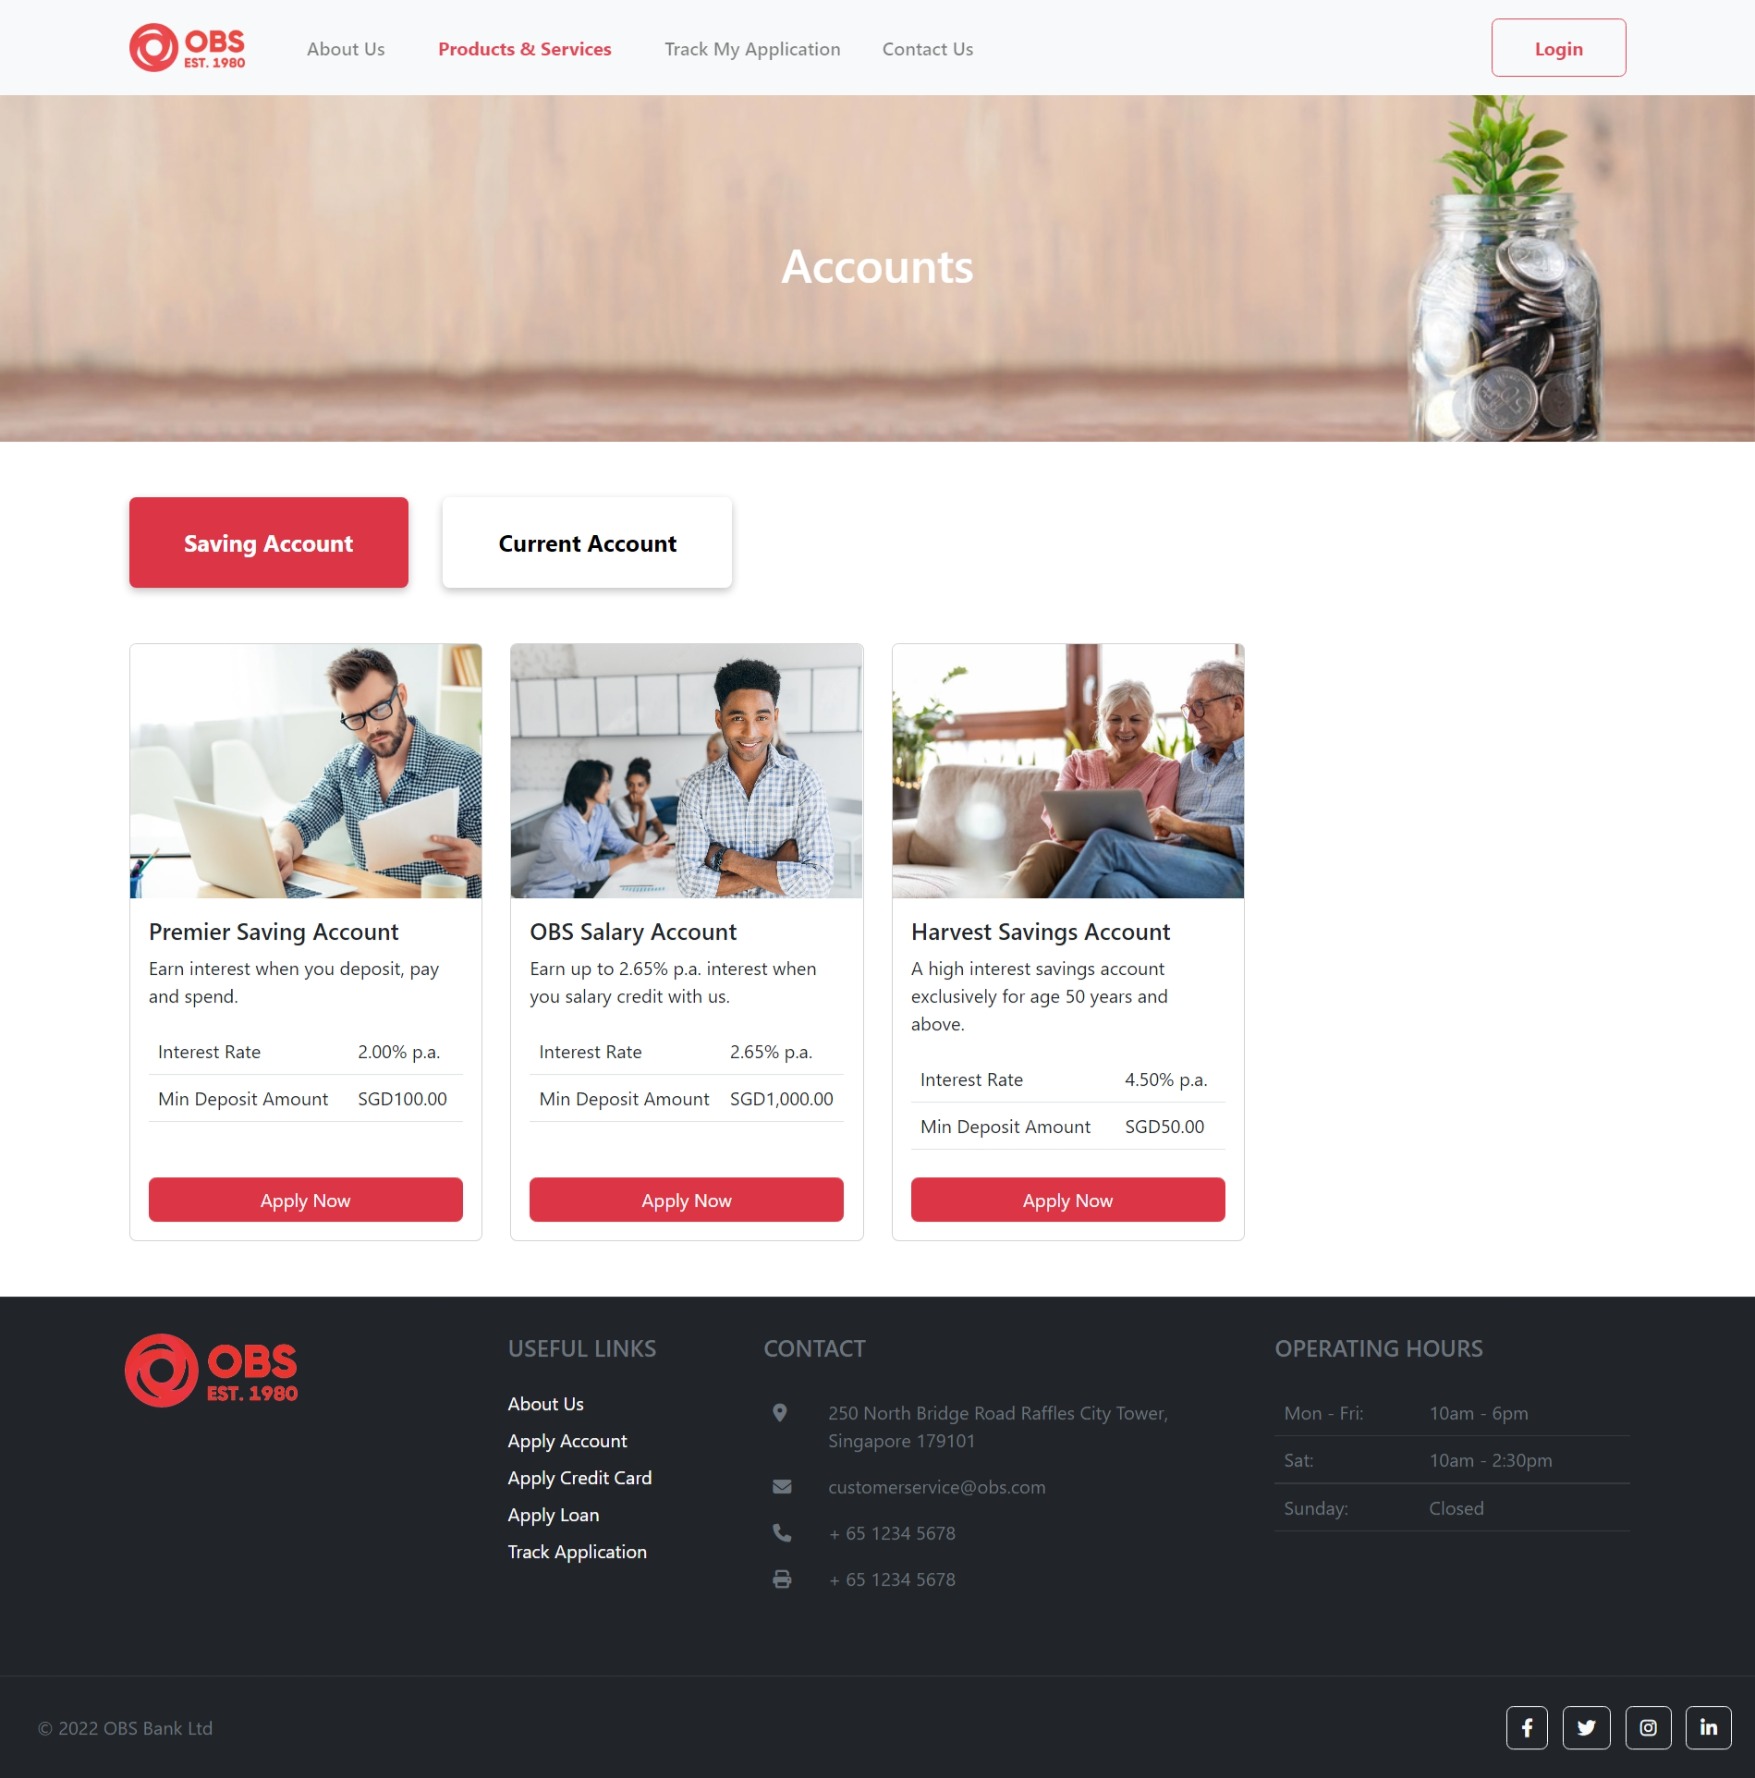 OBS
EST. 1980
About Us
Products & Services
Track My Application
Contact Us
Login
Accounts
Saving Account
Current Account
Premier Saving Account
Earn interest when you deposit, pay
and spend.
Interest Rate 2.00% p.a.
Min Deposit Amount SGD100.00
Apply Now
OBS Salary Account
Earn up to 2.65% p.a. interest when
you salary credit with us.
Interest Rate 2.65% p.a.
Min Deposit Amount SGD1,000.00
Apply Now
Harvest Savings Account
A high interest savings account
exclusively for age 50 years and
above.
Interest Rate 4.50% p.a.
Min Deposit Amount SGD50.00
Apply Now
OBS
EST. 1980
USEFUL LINKS
About Us
Apply Account
Apply Credit Card
Apply Loan
Track Application
CONTACT
250 North Bridge Road Raffles City Tower,
Singapore 179101
customerservice@obs.com
+ 65 1234 5678
+ 65 1234 5678
OPERATING HOURS
Mon - Fri: 10am - 6pm
Sat: 10am - 2:30pm
Sunday: Closed
© 2022 OBS Bank Ltd